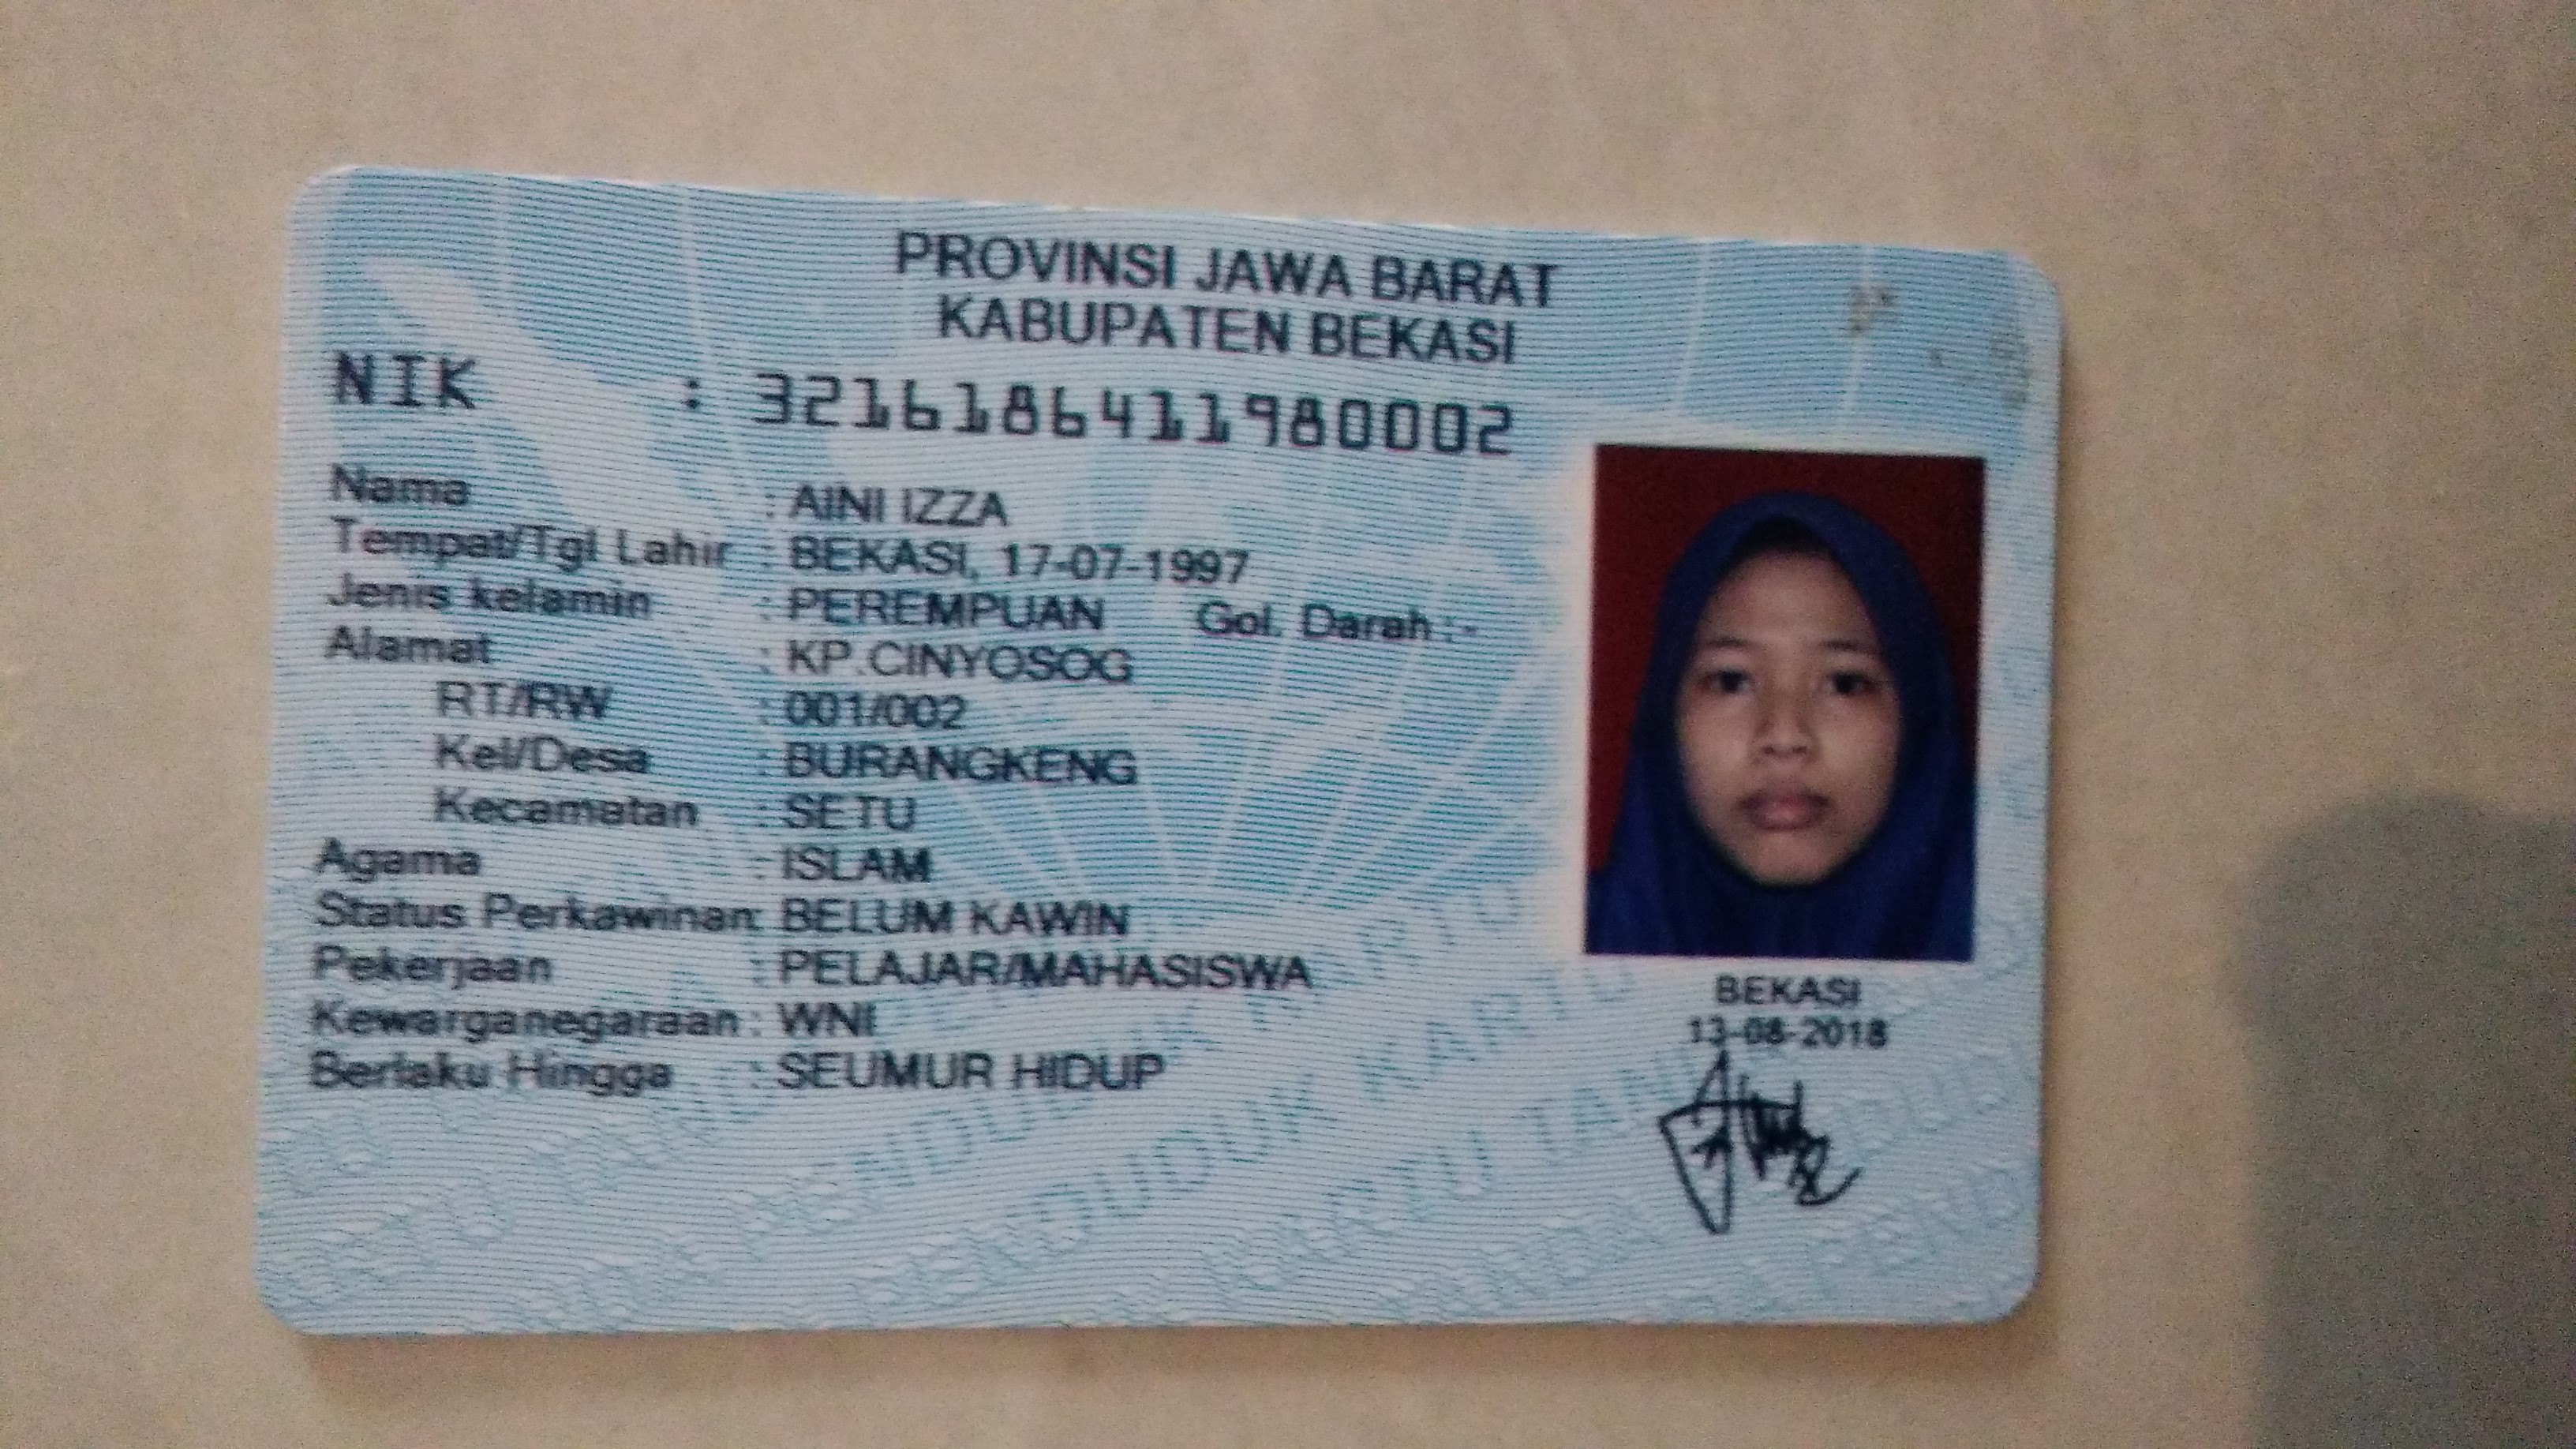 PROVINSI JAWA BARAT
KABUPATEN BEKASI
NIK : 3216186411980002
Nama : AINI IZZA
Tempat/Tgl Lahir : BEKASI, 17-07-1997
Jenis kelamin : PEREMPUAN Gol. Darah : -
Alamat : KP.CINYOSOG
RT/RW : 001/002
Kel/Desa : BURANGKENG
Kecamatan : SETU
Agama : ISLAM
Status Perkawinan: BELUM KAWIN
Pekerjaan : PELAJAR/MAHASISWA
Kewarganegaraan : WNI
Berlaku Hingga : SEUMUR HIDUP
BEKASI
13-08-2018